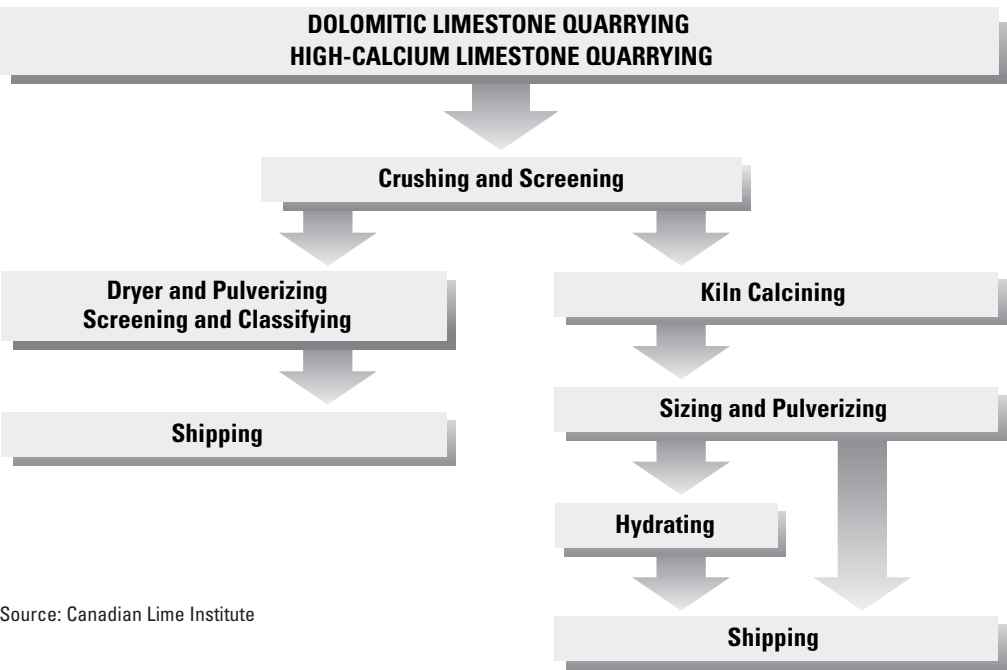 DOLOMITIC LIMESTONE QUARRYING
HIGH-CALCIUM LIMESTONE QUARRYING
Crushing and Screening
Dryer and Pulverizing
Screening and Classifying
Shipping
Kiln Calcining
Sizing and Pulverizing
Hydrating
Shipping
Source: Canadian Lime Institute